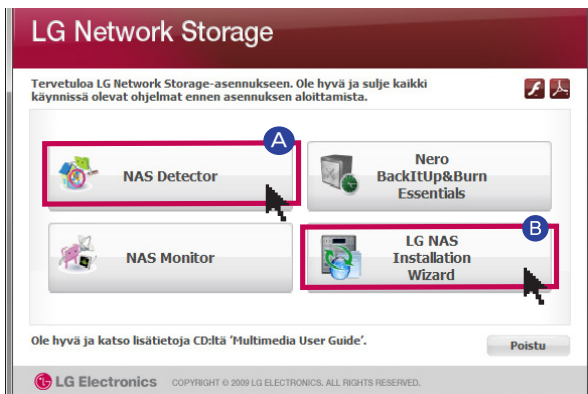 LG Network Storage
Tervetuloa LG Network Storage-asennukseen. Ole hyvä ja sulje kaikki
käynnissä olevat ohjelmat ennen asennuksen aloittamista.
A
NAS Detector
Nero
BackItUp&Burn
Essentials
NAS Monitor
B
LG NAS
Installation
Wizard
Ole hyvä ja katso lisätietoja CD:ltä 'Multimedia User Guide'.
Poistu
LG Electronics COPYRIGHT © 2009 LG ELECTRONICS. ALL RIGHTS RESERVED.